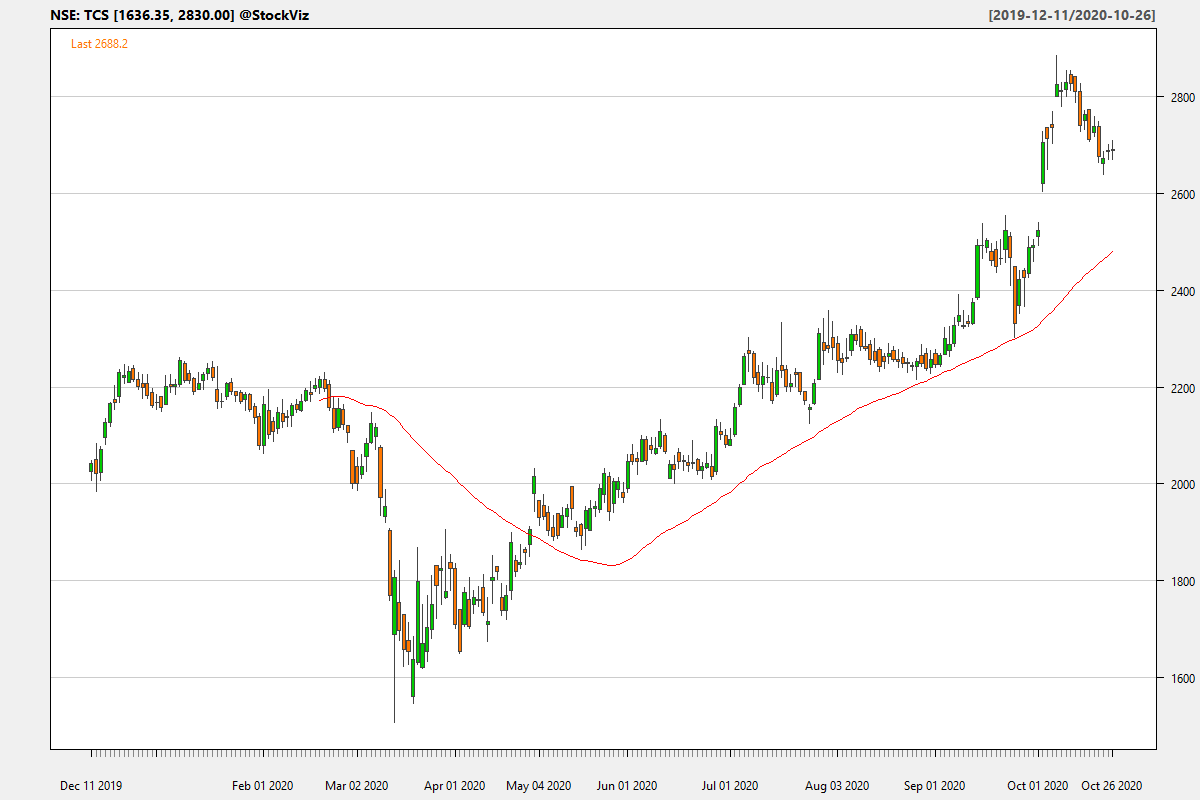 NSE: TCS [1636.35, 2830.00] @StockViz
[2019-12-11/2020-10-26]
Last 2688.2
2800
2600
2400
2200
2000
1800
1600
Dec 11 2019
Feb 01 2020
Mar 02 2020
Apr 01 2020
May 04 2020
Jun 01 2020
Jul 01 2020
Aug 03 2020
Sep 01 2020
Oct 01 2020
Oct 26 2020